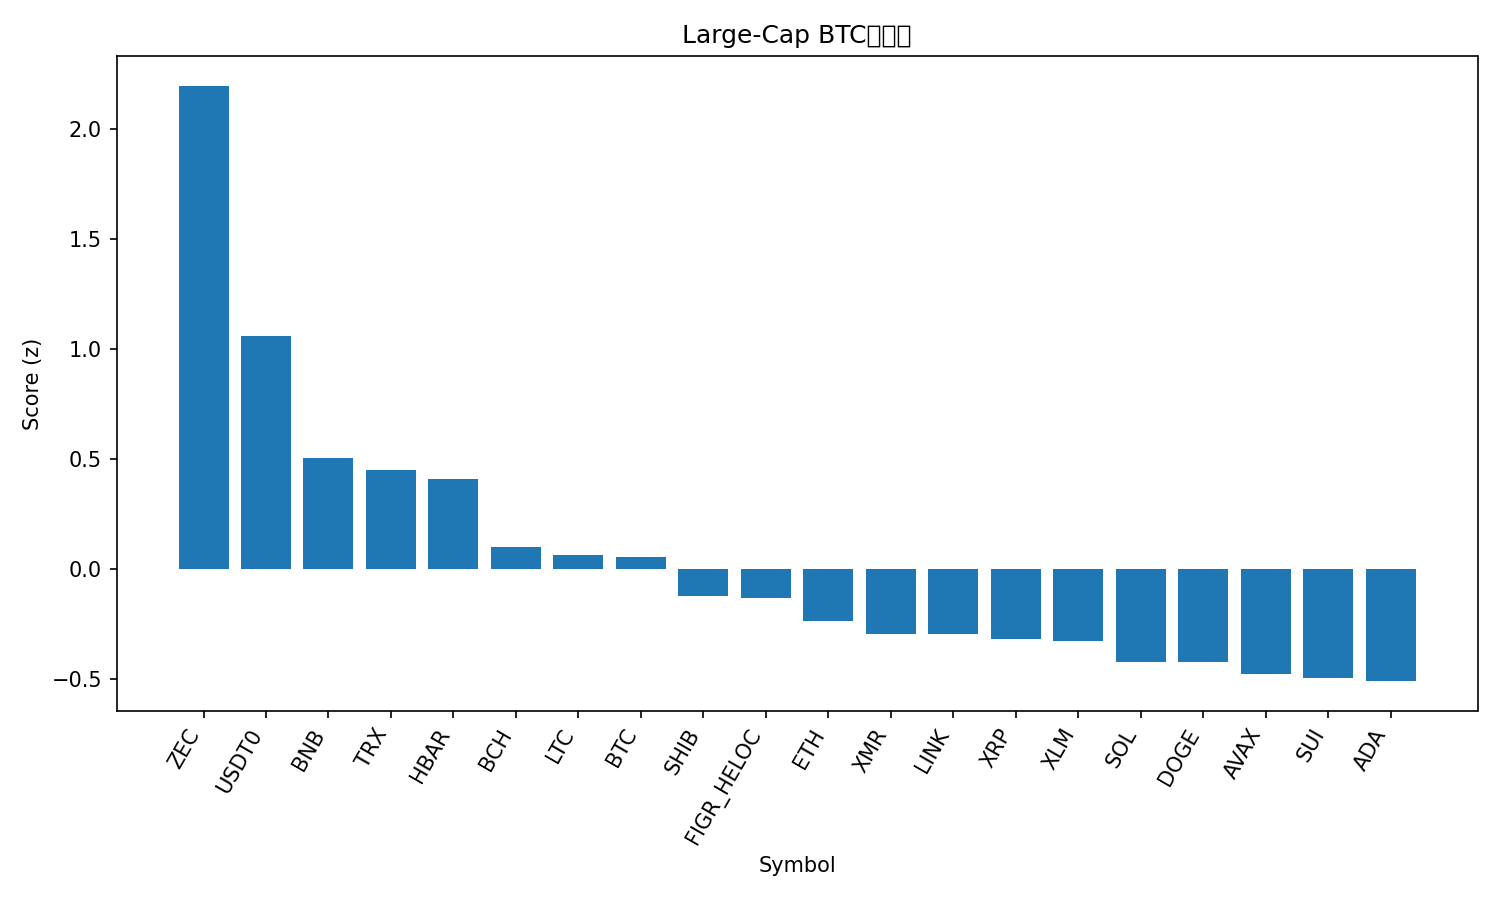 Large-Cap BTC
Score (z)
2.0
1.5
1.0
0.5
0.0
−0.5
ZEC
USDT0
BNB
TRX
HBAR
BCH
LTC
BTC
SHIB
FIGR_HELOC
ETH
XMR
LINK
XRP
XLM
SOL
DOGE
AVAX
SUI
ADA
Symbol